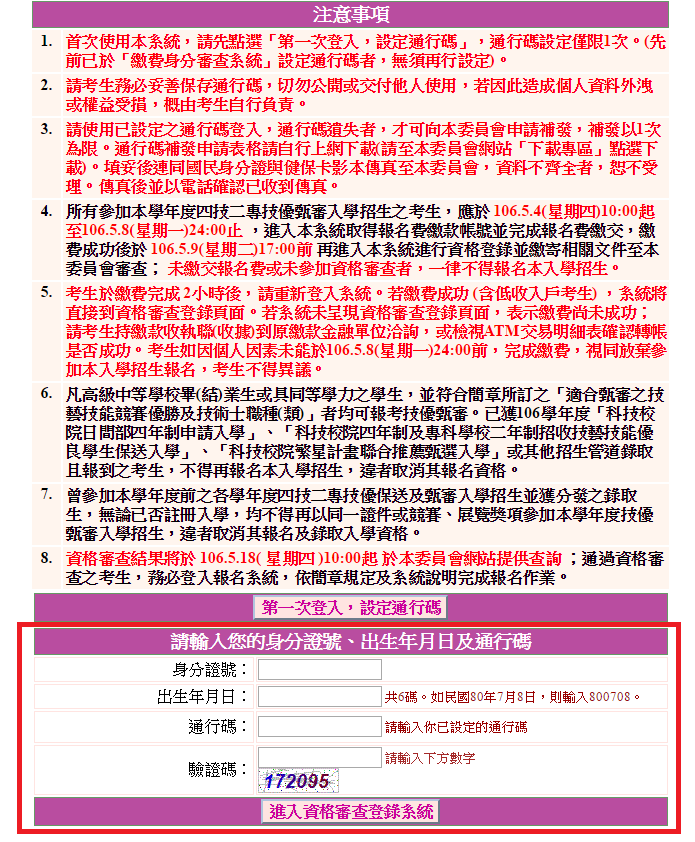 注意事項
1. 首次使用本系統，請先點選「第一次登入，設定通行碼」，通行碼設定僅限1次。(先
前已於「繳費身分審查系統」設定通行碼者，無須再行設定)。
2. 請考生務必妥善保存通行碼，切勿公開或交付他人使用，若因此造成個人資料外洩
或權益受損，概由考生自行負責。
3. 請使用已設定之通行碼登入，通行碼遺失者，才可向本委員會申請補發，補發以1次
為限。通行碼補發申請表格請自行上網下載(請至本委員會網站「下載專區」點選下
載)。填妥後連同國民身分證與健保卡影本傳真至本委員會，資料不齊全者，恕不受
理。傳真後並以電話確認已收到傳真。
4. 所有參加本學年度四技二專技優甄審入學招生之考生，應於 106.5.4(星期四)10:00起
至106.5.8(星期一)24:00止 ，進入本系統取得報名費繳款帳號並完成報名費繳交，繳
費成功後於 106.5.9(星期二)17:00前 再進入本系統進行資格登錄並繳寄相關文件至本
委員會審查； 未繳交報名費或未參加資格審查者，一律不得報名本入學招生。
5. 考生於繳費完成 2小時後，請重新登入系統。若繳費成功 (含低收入戶考生) ，系統將
直接到資格審查登錄頁面。若系統未呈現資格審查登錄頁面，表示繳費尚未成功；
請考生持繳款收執聯(收據)到原繳款金融單位洽詢，或檢視ATM交易明細表確認轉帳
是否成功。考生如因個人因素未能於106.5.8(星期一)24:00前，完成繳費，視同放棄參
加本入學招生報名，考生不得異議。
6. 凡高級中等學校畢(結)業生或具同等學力之學生，並符合簡章所訂之「適合甄審之技
藝技能競賽優勝及技術士職種(類)」者均可報考技優甄審。已獲106學年度「科技校
院日間部四年制申請入學」、「科技校院四年制及專科學校二年制招收技藝技能優
良學生保送入學」、「科技校院繁星計畫聯合推薦甄選入學」或其他招生管道錄取
且報到之考生，不得再報名本入學招生，違者取消其報名資格。
7. 曾參加本學年度前之各學年度四技二專技優保送及甄審入學招生並獲分發之錄取
生，無論已否註冊入學，均不得再以同一證件或競賽、展覽獎項參加本學年度技優
甄審入學招生，違者取消其報名及錄取入學資格。
8. 資格審查結果將於 106.5.18( 星期四 )10:00起 於本委員會網站提供查詢 ；通過資格審
查之考生，務必登入報名系統，依簡章規定及系統說明完成報名作業。
第一次登入，設定通行碼
請輸入您的身分證號、出生年月日及通行碼
身分證號：
出生年月日： 共6碼。如民國80年7月8日，則輸入800708。
通行碼： 請輸入你已設定的通行碼
驗證碼： 請輸入下方數字
172095
進入資格審查登錄系統